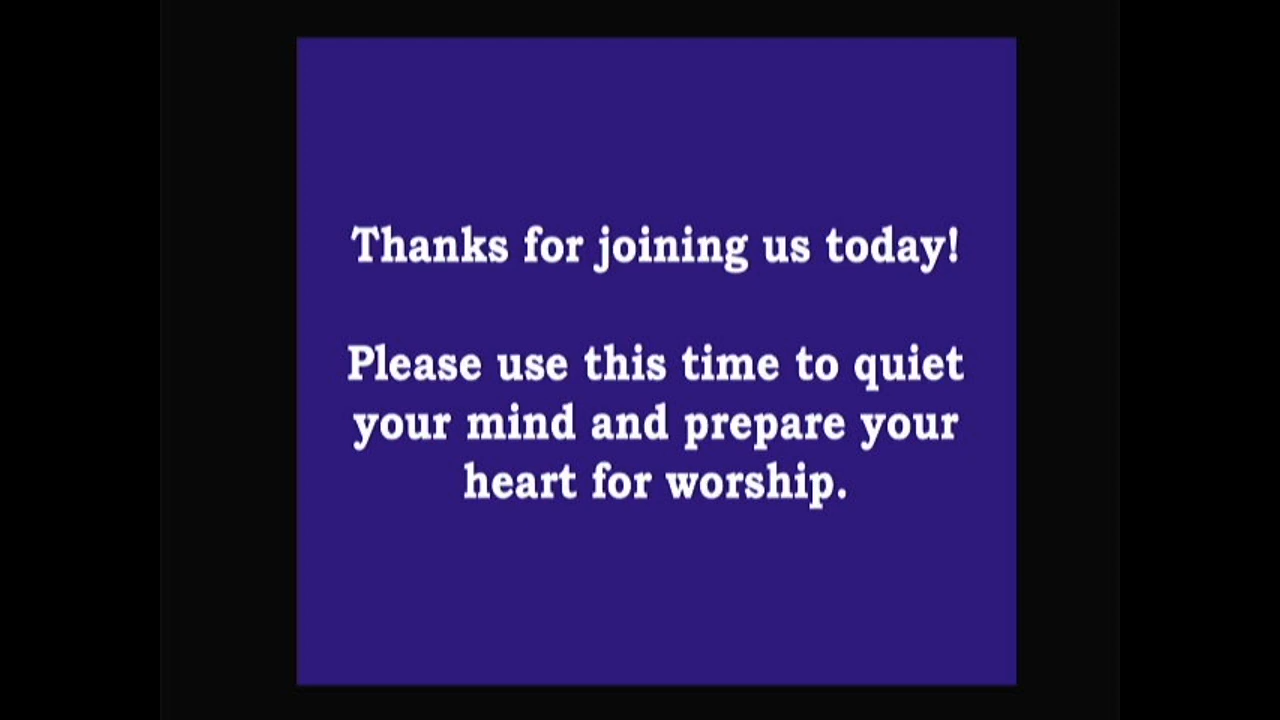 Thanks for joining us today!
Please use this time to quiet
your mind and prepare your
heart for worship.